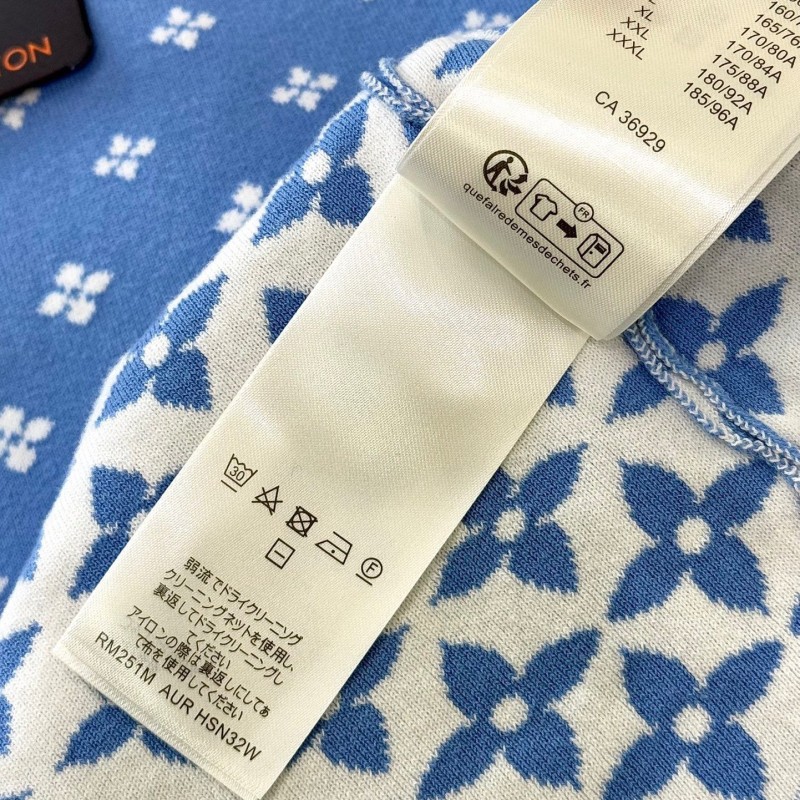 ON
XL
XXL
XXXL
160/
165/76
170/80A
170/84A
175/88A
180/92A
185/96A
CA 36929
FR
quefairedemesdechets.fr
30
F
弱流でドライクリーニング
クリーニングネットを使用し、
裏返してドライクリーニングし
てください
アイロンの際は裏返しにしてあ
て布を使用してください
RM251M AUR HSN32W